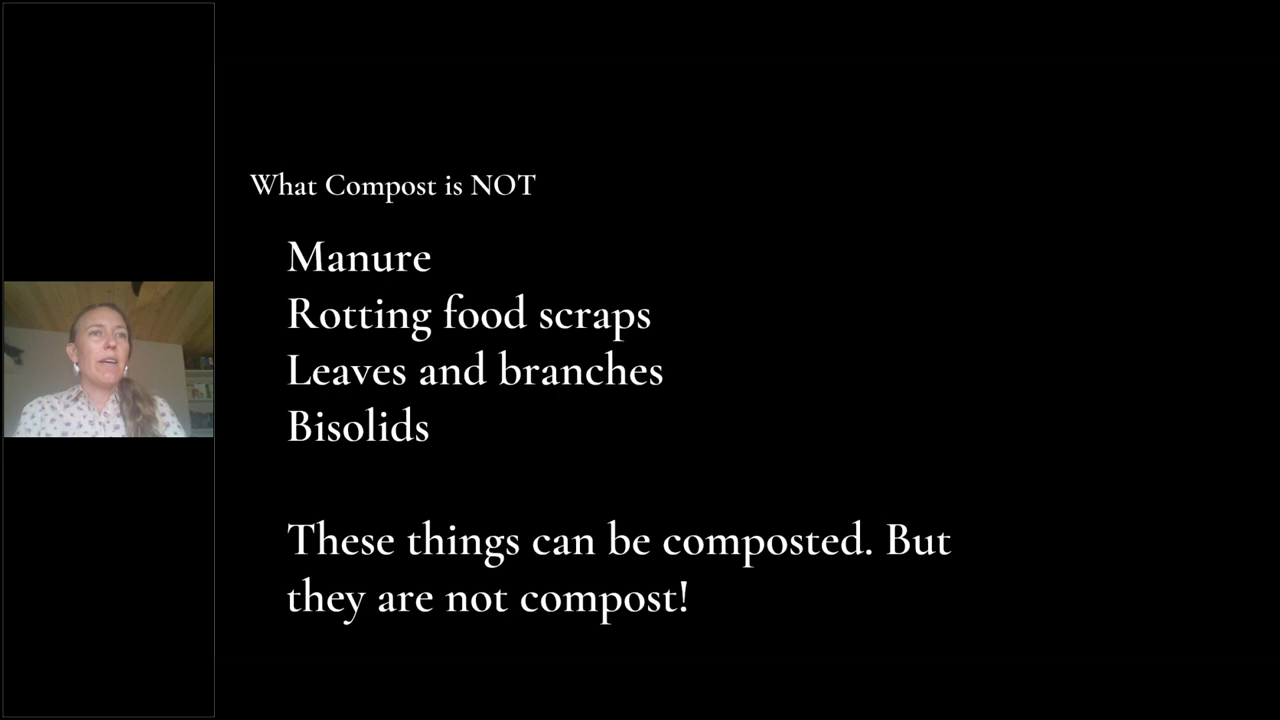 What Compost is NOT
Manure
Rotting food scraps
Leaves and branches
Bisolids
These things can be composted. But
they are not compost!